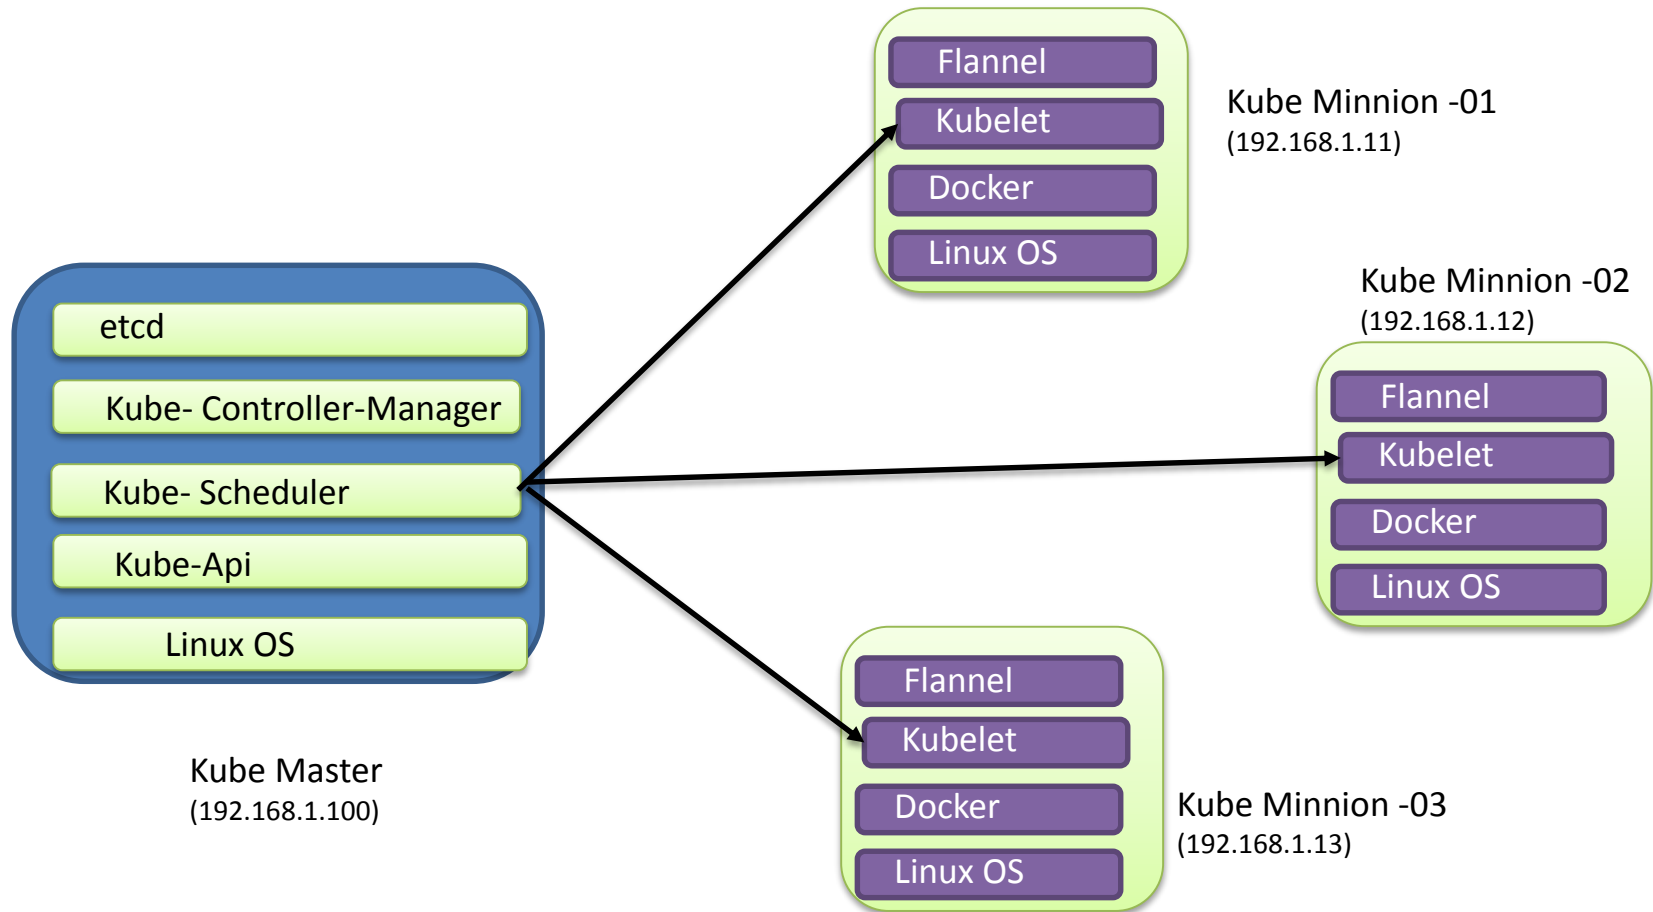 Flannel
Kubelet
Docker
Linux OS
Kube Minnion -01
(192.168.1.11)
Kube Minnion -02
(192.168.1.12)
Flannel
Kubelet
Docker
Linux OS
etcd
Kube- Controller-Manager
Kube- Scheduler
Kube-Api
Linux OS
Kube Master
(192.168.1.100)
Flannel
Kubelet
Docker
Linux OS
Kube Minnion -03
(192.168.1.13)